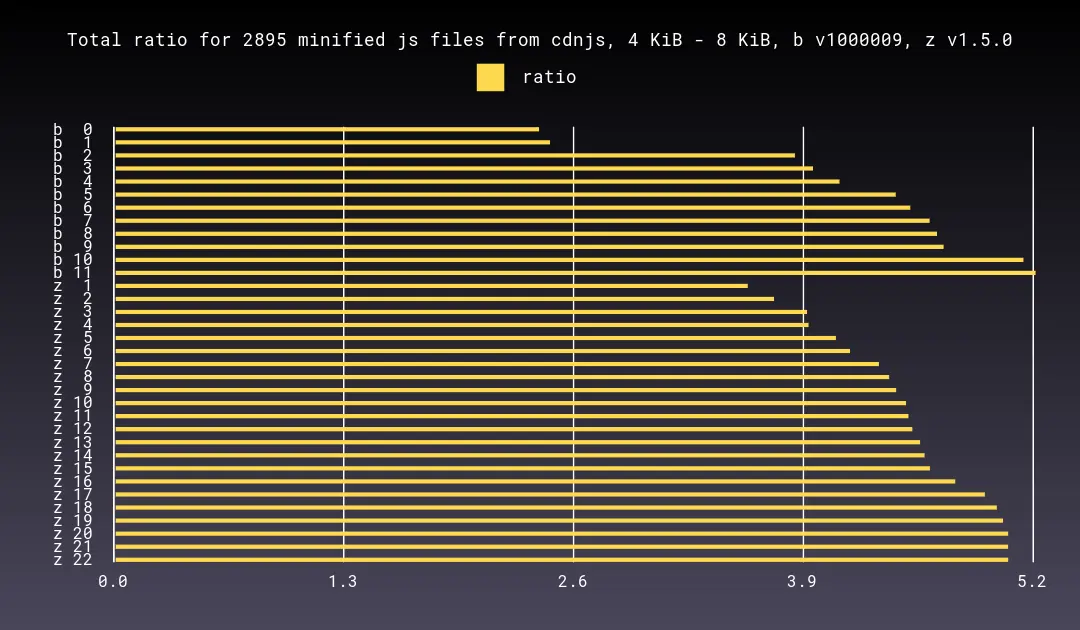 Total ratio for 2895 minified js files from cdnjs, 4 KiB - 8 KiB, b v1000009, z v1.5.0
ratio
b 0
b 1
b 2
b 3
b 4
b 5
b 6
b 7
b 8
b 9
b 10
b 11
z 1
z 2
z 3
z 4
z 5
z 6
z 7
z 8
z 9
z 10
z 11
z 12
z 13
z 14
z 15
z 16
z 17
z 18
z 19
z 20
z 21
z 22
0.0 1.3 2.6 3.9 5.2